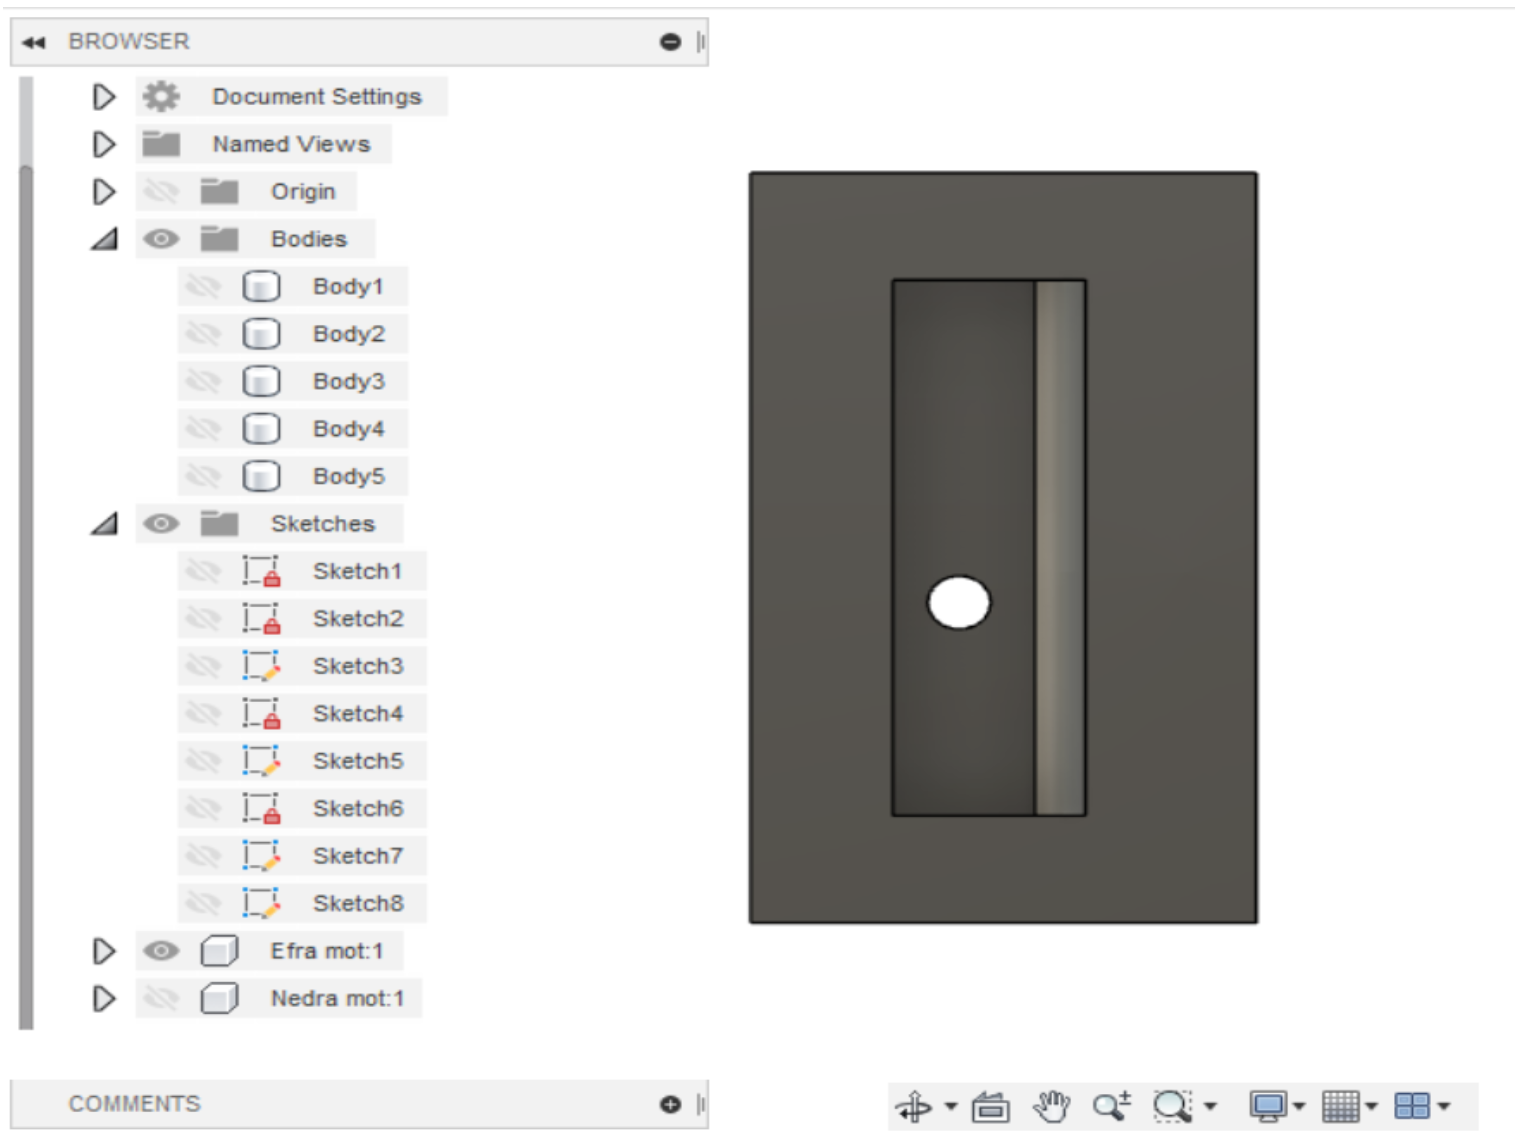 BROWSER
Document Settings
Named Views
Origin
Bodies
Body1
Body2
Body3
Body4
Body5
Sketches
Sketch1
Sketch2
Sketch3
Sketch4
Sketch5
Sketch6
Sketch7
Sketch8
Efra mot:1
Nedra mot:1
COMMENTS